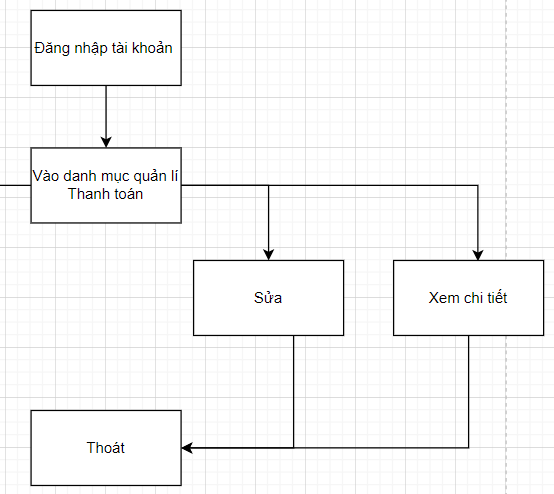 Đăng nhập tài khoản
Vào danh mục quản lí
Thanh toán
Sửa
Xem chi tiết
Thoát